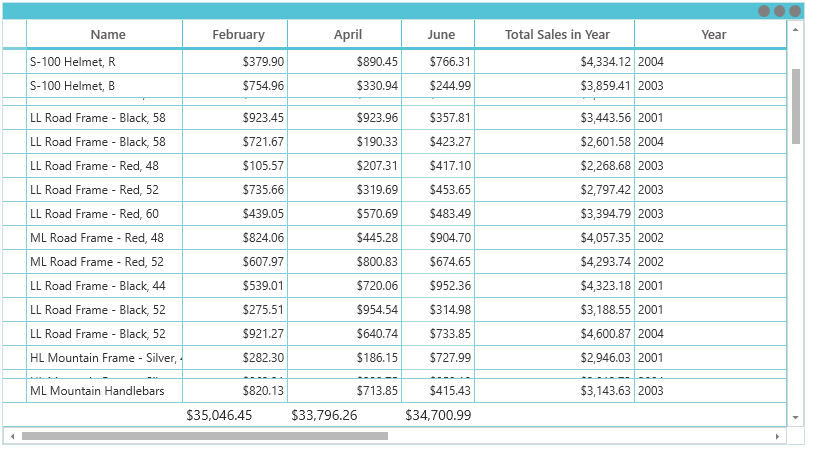 Name February April June Total Sales in Year Year
S-100 Helmet, R $379.90 $890.45 $766.31 $4,334.12 2004
S-100 Helmet, B $754.96 $330.94 $244.99 $3,859.41 2003
LL Road Frame - Black, 58 $923.45 $923.96 $357.81 $3,443.56 2001
LL Road Frame - Black, 58 $721.67 $190.33 $423.27 $2,601.58 2004
LL Road Frame - Red, 48 $105.57 $207.31 $417.10 $2,268.68 2003
LL Road Frame - Red, 52 $735.66 $319.69 $453.65 $2,797.42 2003
LL Road Frame - Red, 60 $439.05 $570.69 $483.49 $3,394.79 2003
ML Road Frame - Red, 48 $824.06 $445.28 $904.70 $4,057.35 2002
ML Road Frame - Red, 52 $607.97 $800.83 $674.65 $4,293.74 2002
LL Road Frame - Black, 44 $539.01 $720.06 $952.36 $4,323.18 2001
LL Road Frame - Black, 52 $275.51 $954.54 $314.98 $3,188.55 2001
LL Road Frame - Black, 52 $921.27 $640.74 $733.85 $4,600.87 2004
HL Mountain Frame - Silver, $282.30 $186.15 $727.99 $2,946.03 2001
ML Mountain Handlebars $820.13 $713.85 $415.43 $3,143.63 2003
$35,046.45 $33,796.26 $34,700.99